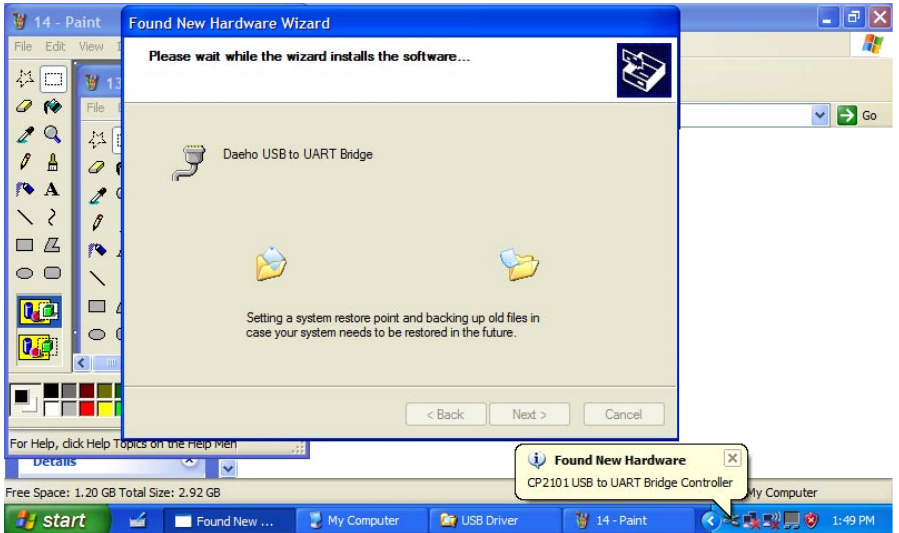 14 - Paint
File Edit View
13
File
Found New Hardware Wizard
Please wait while the wizard installs the software...
Daeho USB to UART Bridge
Setting a system restore point and backing up old files in
case your system needs to be restored in the future.
< Back Next > Cancel
Go
For Help, click Help Topics on the Help Men
Details
Found New Hardware
CP2101 USB to UART Bridge Controller
Free Space: 1.20 GB Total Size: 2.92 GB
My Computer
start
Found New ...
My Computer
USB Driver
14 - Paint
1:49 PM